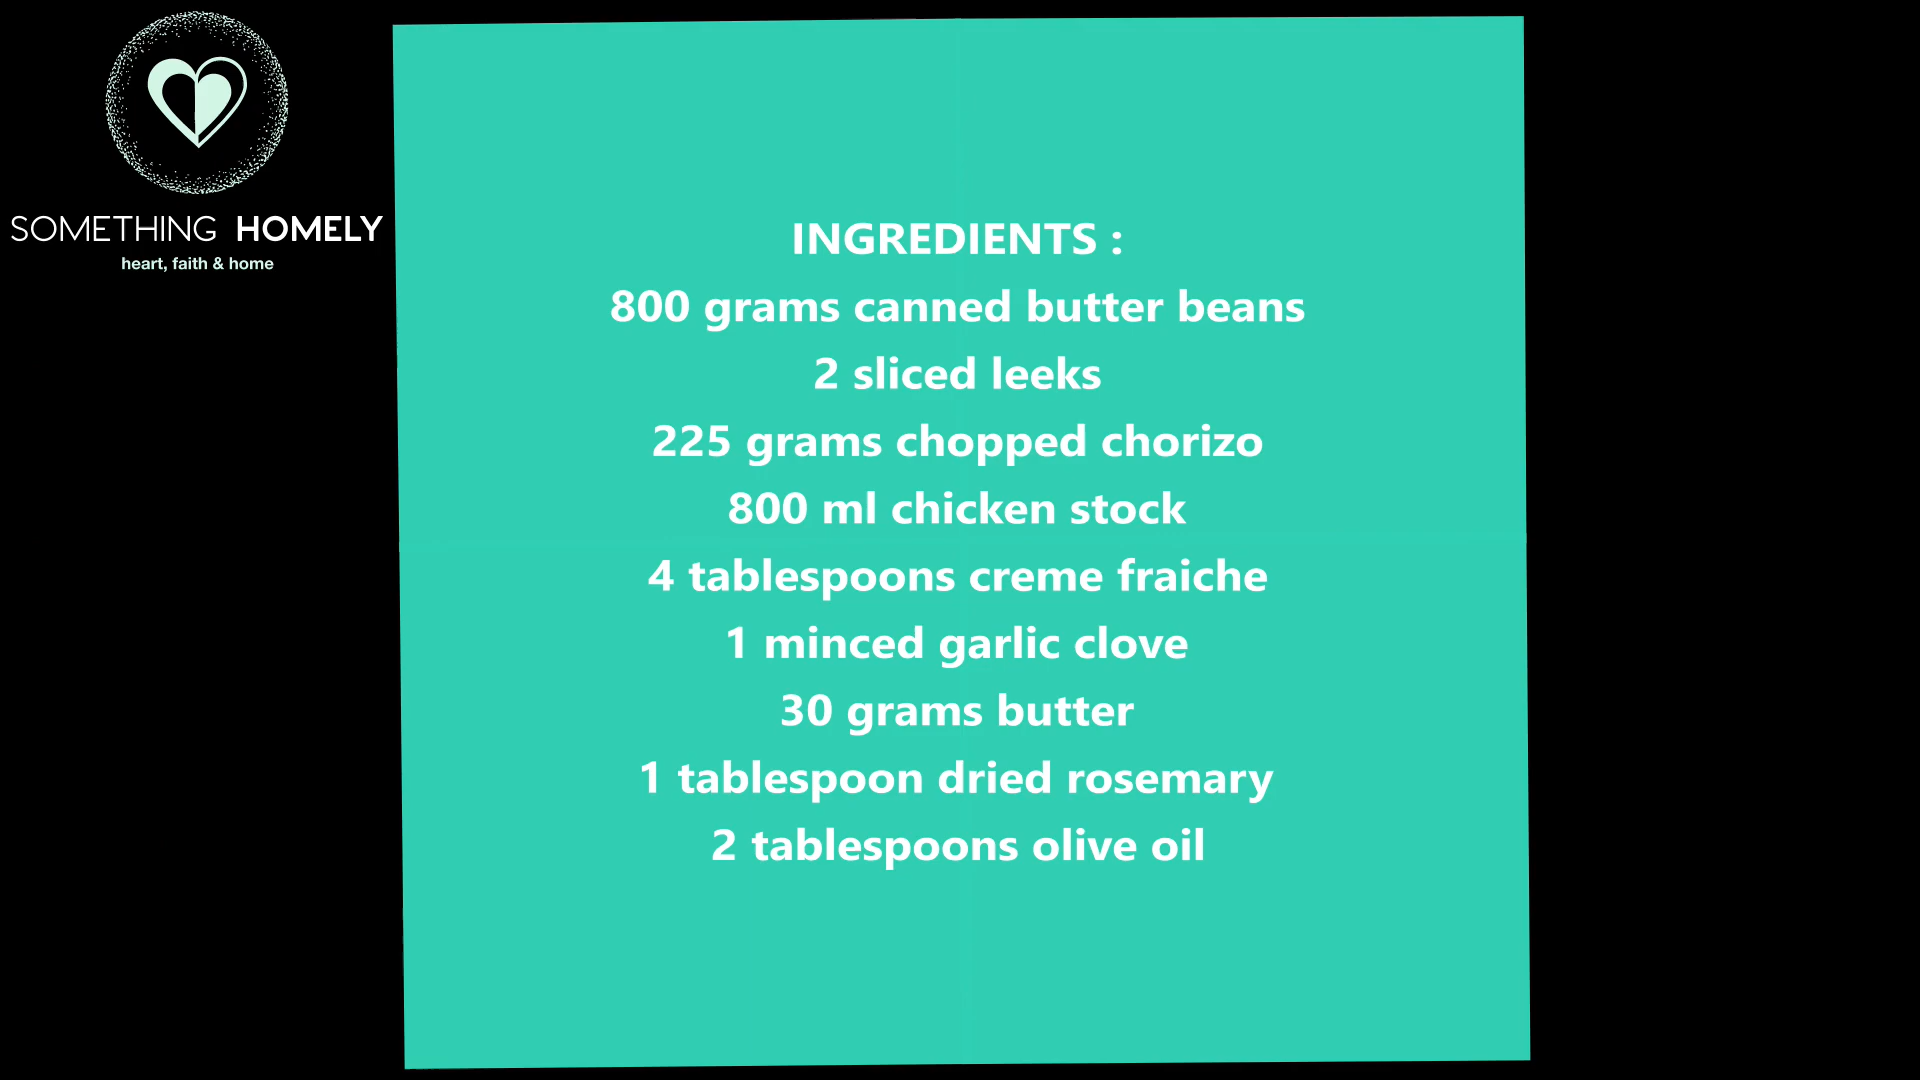 SOMETHING HOMELY
heart, faith & home
INGREDIENTS :
800 grams canned butter beans
2 sliced leeks
225 grams chopped chorizo
800 ml chicken stock
4 tablespoons creme fraiche
1 minced garlic clove
30 grams butter
1 tablespoon dried rosemary
2 tablespoons olive oil